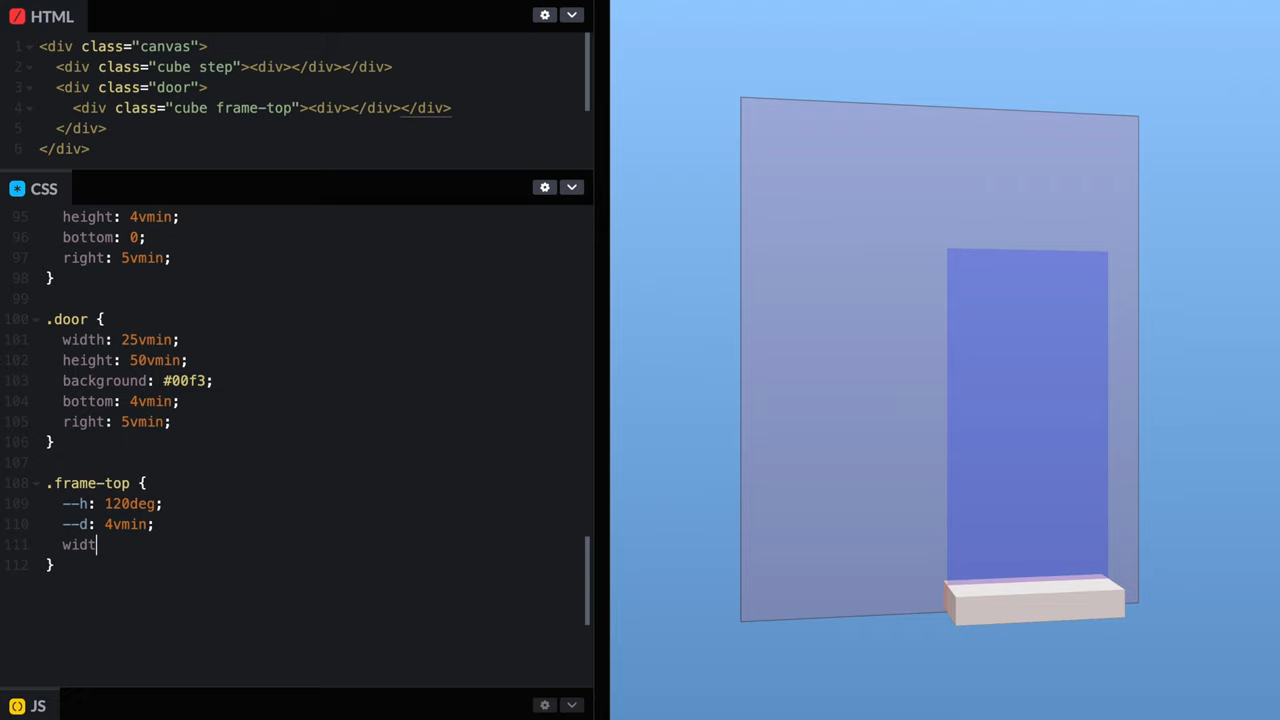 HTML
1 <div class="canvas">
2 <div class="cube step"><div></div></div>
3 <div class="door">
4 <div class="cube frame-top"><div></div></div>
5 </div>
6 </div>
CSS
95 height: 4vmin;
96 bottom: 0;
97 right: 5vmin;
98 }
99
100 .door {
101 width: 25vmin;
102 height: 50vmin;
103 background: #00f3;
104 bottom: 4vmin;
105 right: 5vmin;
106 }
107
108 .frame-top {
109 --h: 120deg;
110 --d: 4vmin;
111 widt
112 }
JS